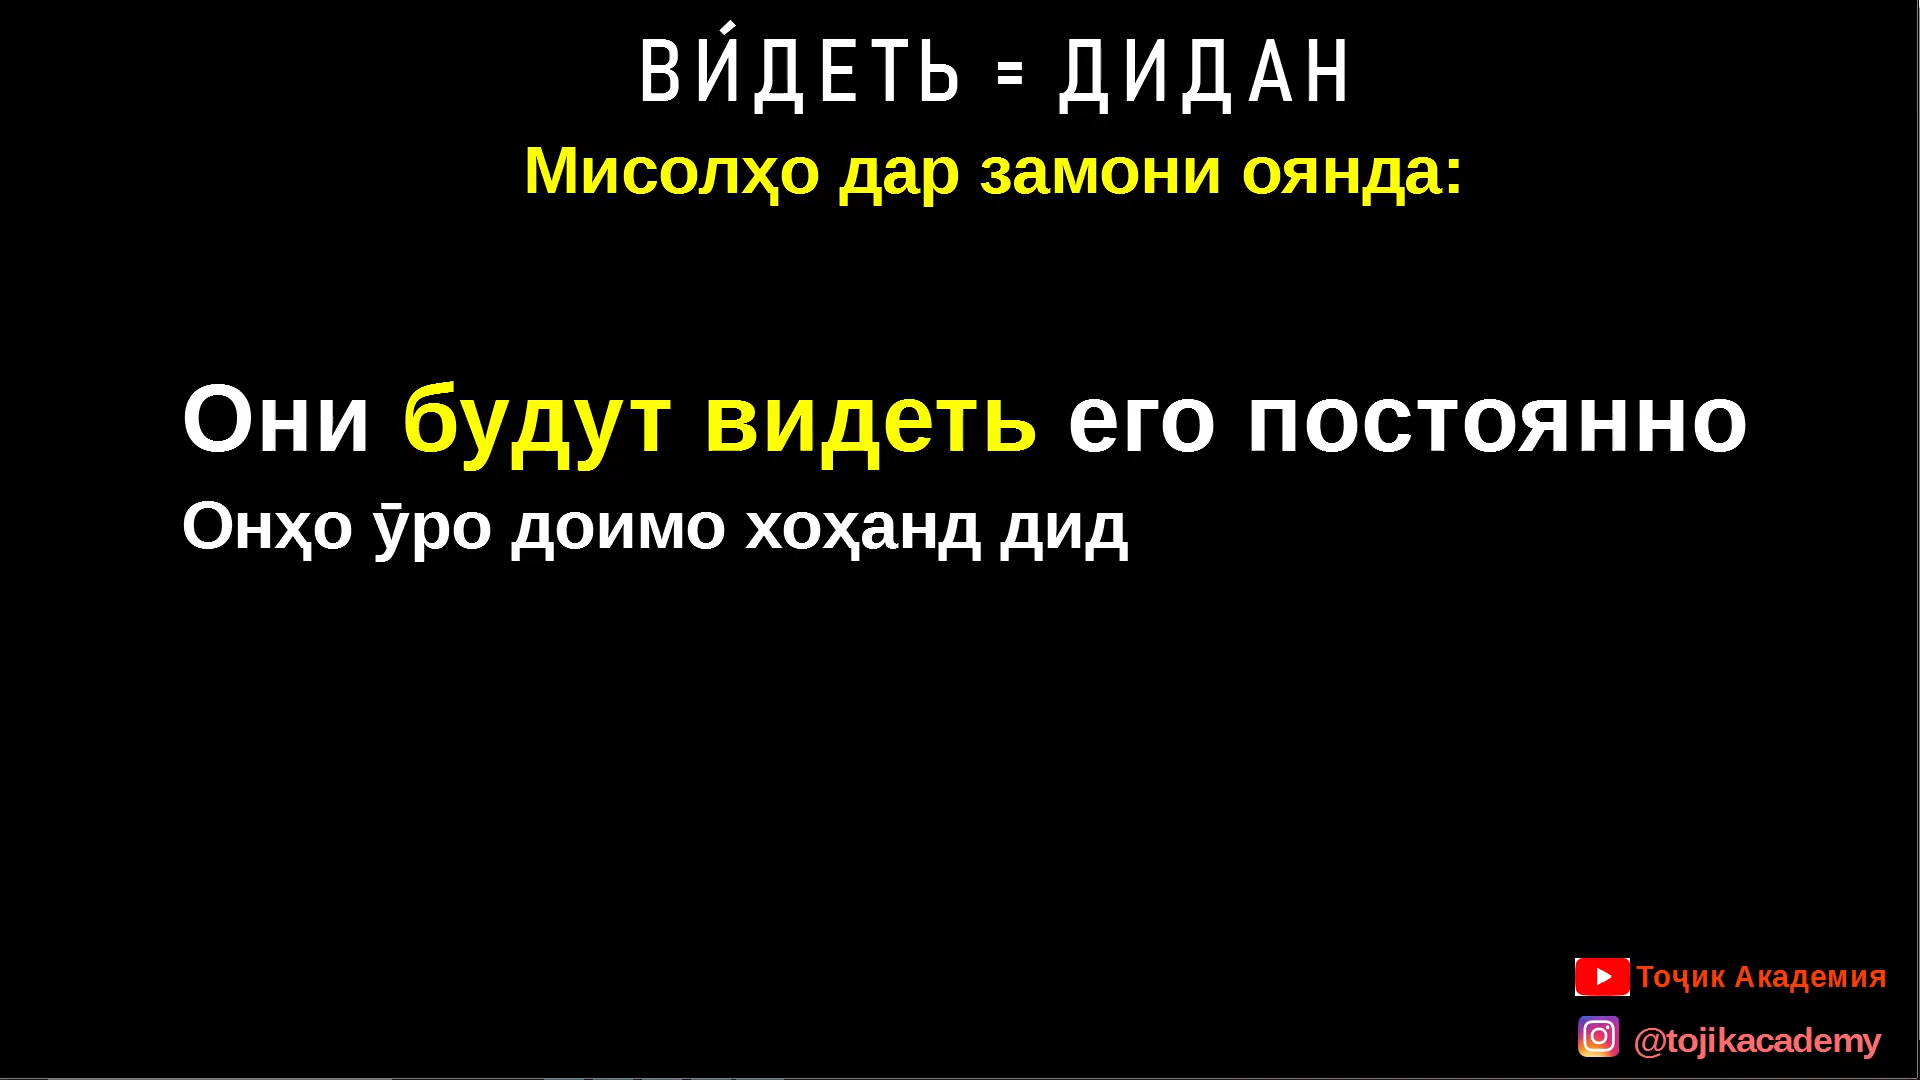 ВИ́ДЕТЬ = ДИДАН
Мисолҳо дар замони оянда:
Они будут видеть его постоянно
Онҳо ӯро доимо хоҳанд дид
Тоҷик Академия
@tojikacademy